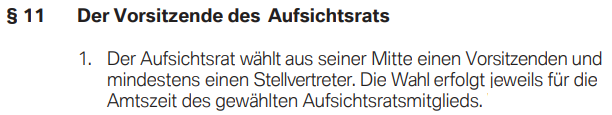 § 11 Der Vorsitzende des Aufsichtsrats
1. Der Aufsichtsrat wählt aus seiner Mitte einen Vorsitzenden und
mindestens einen Stellvertreter. Die Wahl erfolgt jeweils für die
Amtszeit des gewählten Aufsichtsratsmitglieds.